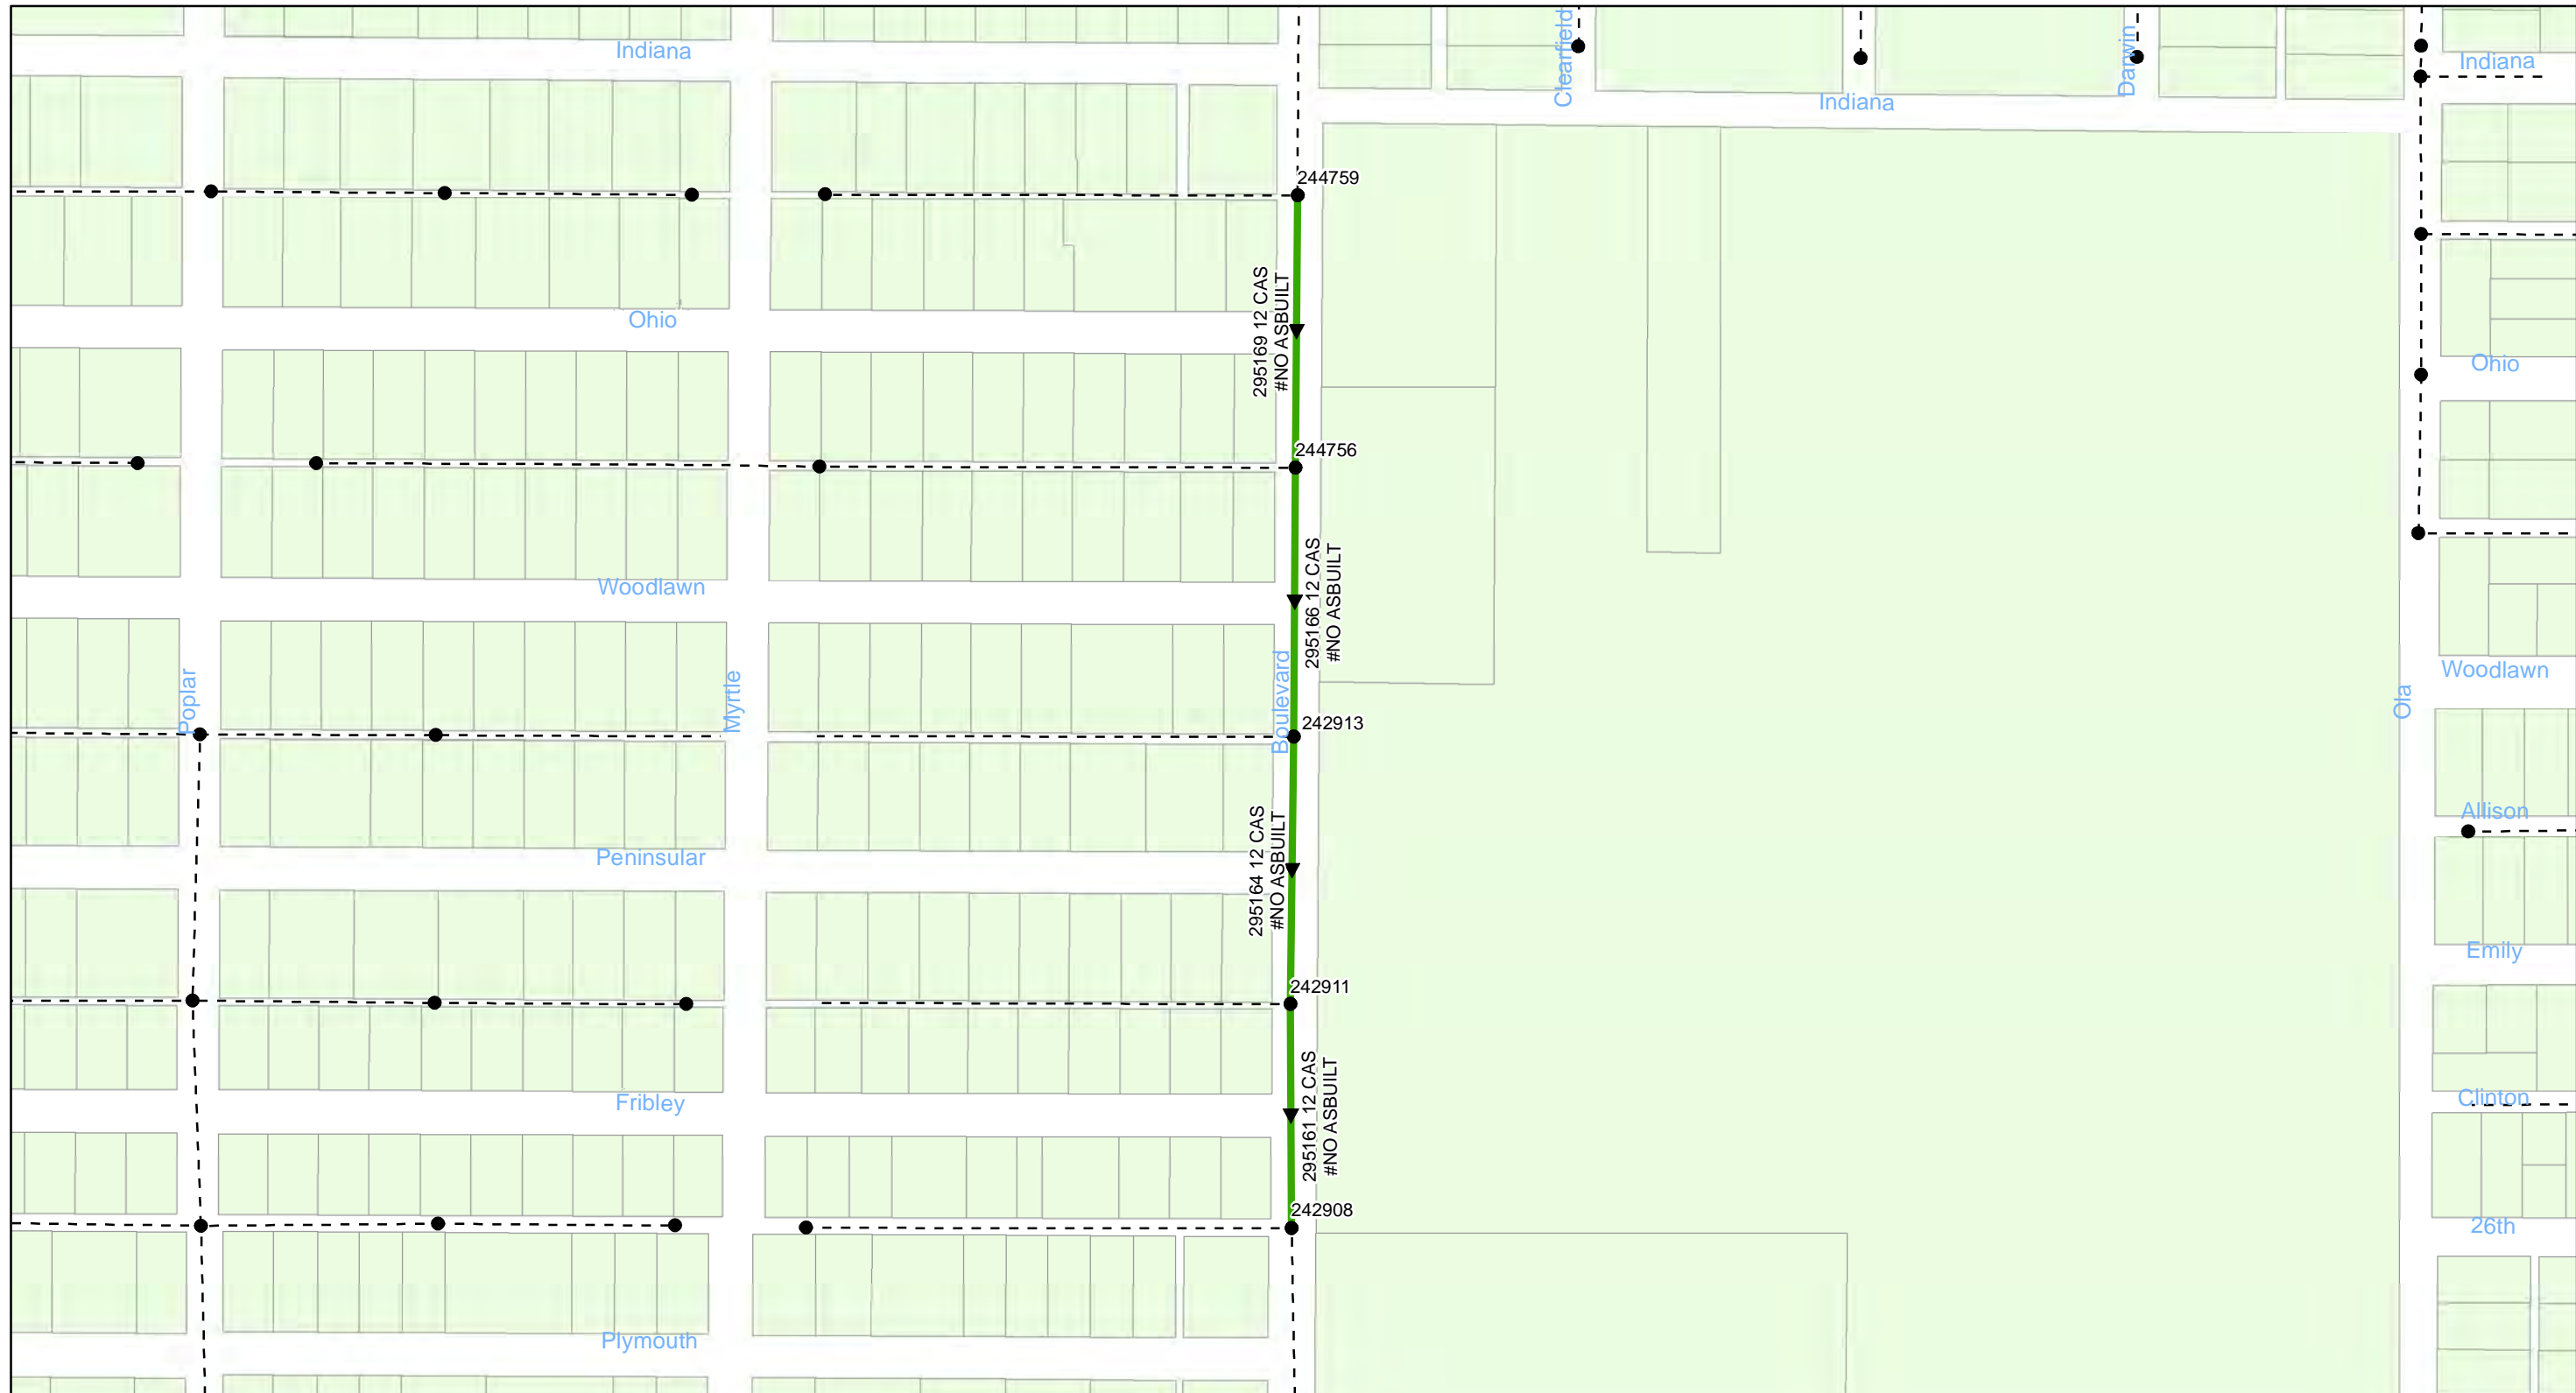 Indiana
Clearfield
Indiana
Darwin
Indiana
244759
295169 12 CAS
#NO ASBUILT
Ohio
Ohio
244756
295166 12 CAS
#NO ASBUILT
Woodlawn
Woodlawn
Poplar
Myrtle
Boulevard
Ola
242913
295164 12 CAS
#NO ASBUILT
Allison
Peninsular
Emily
242911
295161 12 CAS
#NO ASBUILT
Fribley
Clinton
242908
26th
Plymouth